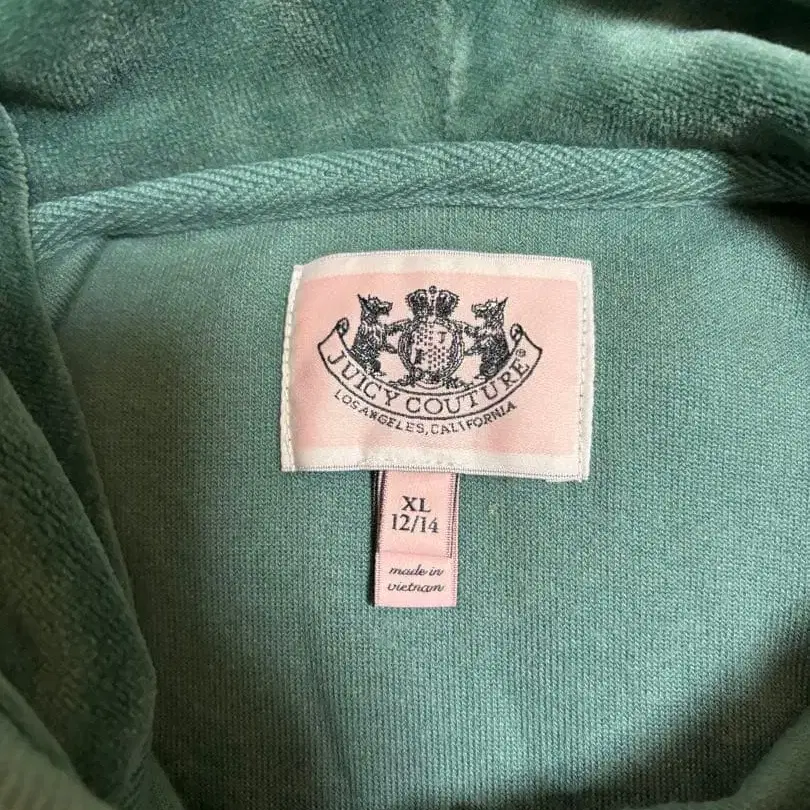 JUICY COUTURE®
LOS ANGELES, CALIFORNIA
XL
12/14
made in
vietnam